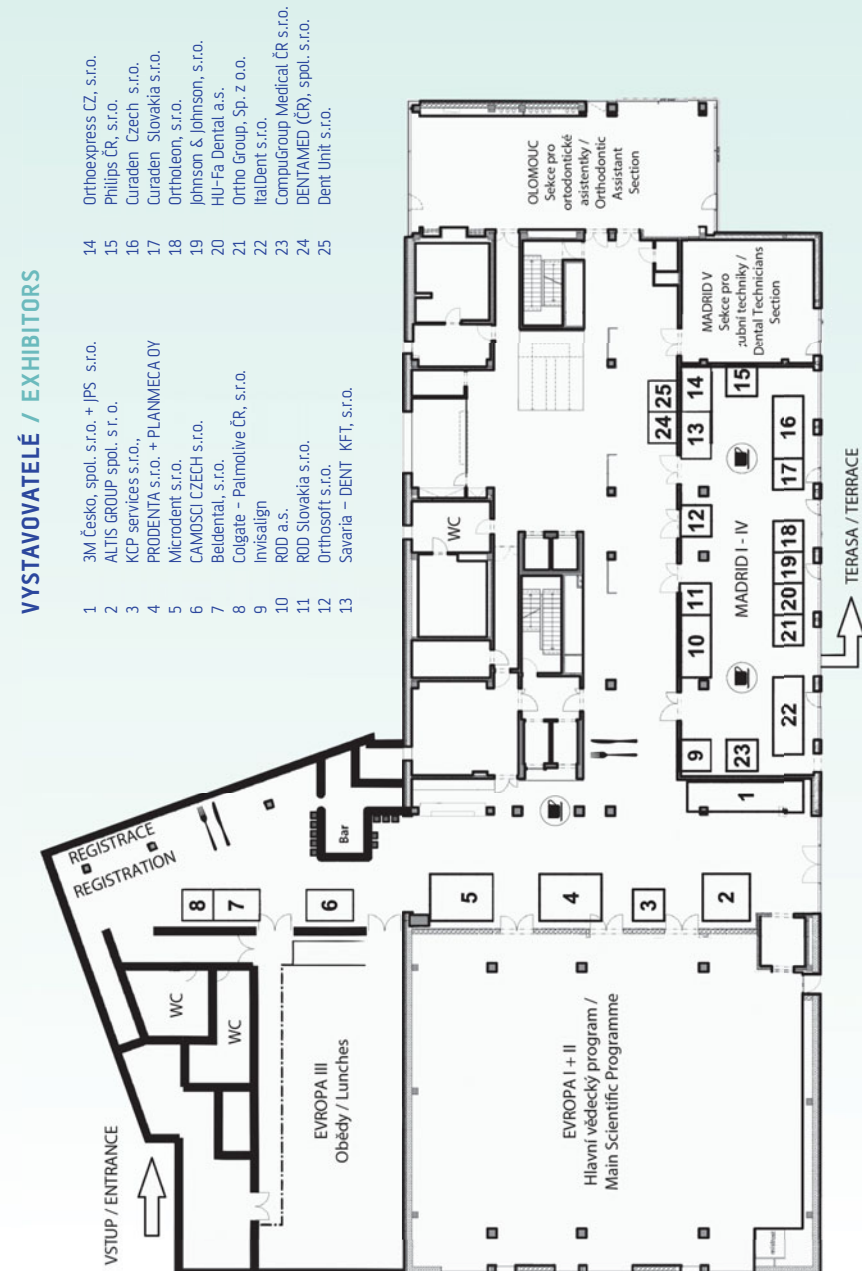 VYSTAVOVATELÉ / EXHIBITORS
1 3M Česko, spol. s.r.o. + JPS s.r.o.
2 ALTIS GROUP spol. s r. o.
3 KCP services s.r.o.,
4 PRODENTA s.r.o. + PLANMECA OY
5 Microdent s.r.o.
6 CAMOSCI CZECH s.r.o.
7 Beldental, s.r.o.
8 Colgate - Palmolive ČR, s.r.o.
9 Invisalign
10 ROD a.s.
11 ROD Slovakia s.r.o.
12 Orthosoft s.r.o.
13 Savaria – DENT KFT, s.r.o.
14 Orthoexpress CZ, s.r.o.
15 Philips ČR, s.r.o.
16 Curaden Czech s.r.o.
17 Curaden Slovakia s.r.o.
18 Ortholeon, s.r.o.
19 Johnson & Johnson, s.r.o.
20 HU-Fa Dental a.s.
21 Ortho Group, Sp. z o.o.
22 ItalDent s.r.o.
23 CompuGroup Medical ČR s.r.o.
24 DENTAMED (ČR), spol. s.r.o.
25 Dent Unit s.r.o.
VSTUP / ENTRANCE
WC
WC
REGISTRACE
REGISTRATION
8
7
6
Bar
EVROPA III
Obědy / Lunches
EVROPA I + II
Hlavní vědecký program /
Main Scientific Programme
5
4
3
2
1
WC
OLOMOUC
Sekce pro
ortodontické
asistentky /
Orthodontic
Assistant
Section
MADRID V
Sekce pro
zubní techniky /
Dental Technicians
Section
24 25
9
10 11
12
13 14
23
MADRID I - IV
15
22
21 20 19 18
17 16
TERASA / TERRACE